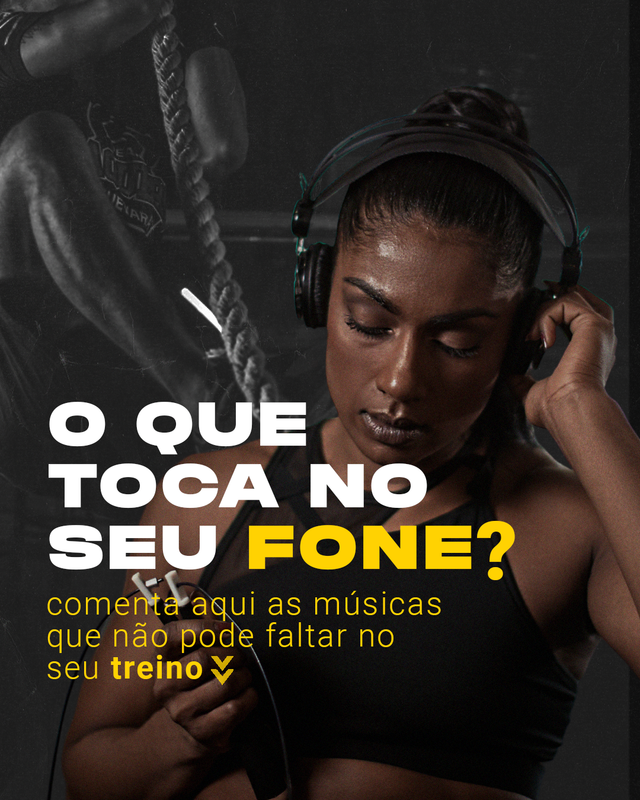 O QUE
TOCA NO
SEU FONE?
comenta aqui as músicas
que não pode faltar no
seu treino